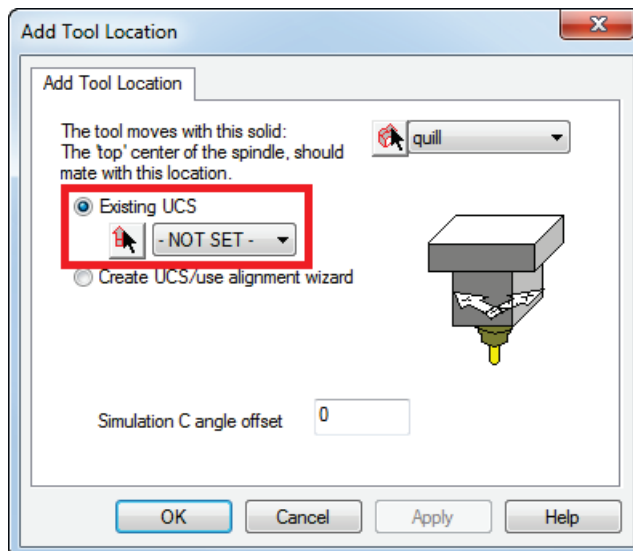 Add Tool Location
Add Tool Location
The tool moves with this solid:
quill
The 'top' center of the spindle, should
mate with this location.
Existing UCS
- NOT SET -
Create UCS/use alignment wizard
Simulation C angle offset
0
OK
Cancel
Apply
Help